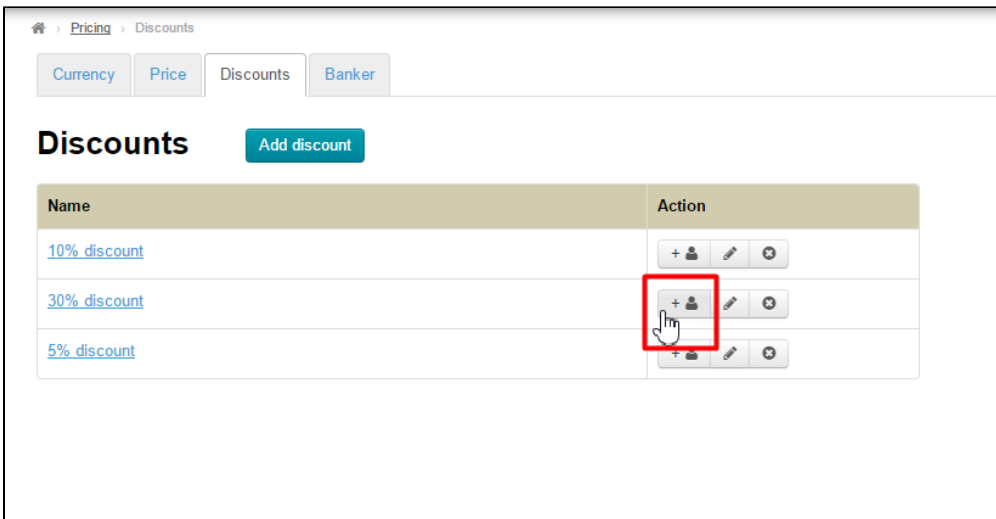 Pricing Discounts
Currency Price Discounts Banker
Discounts Add discount
Name Action
10% discount +
30% discount +
5% discount +